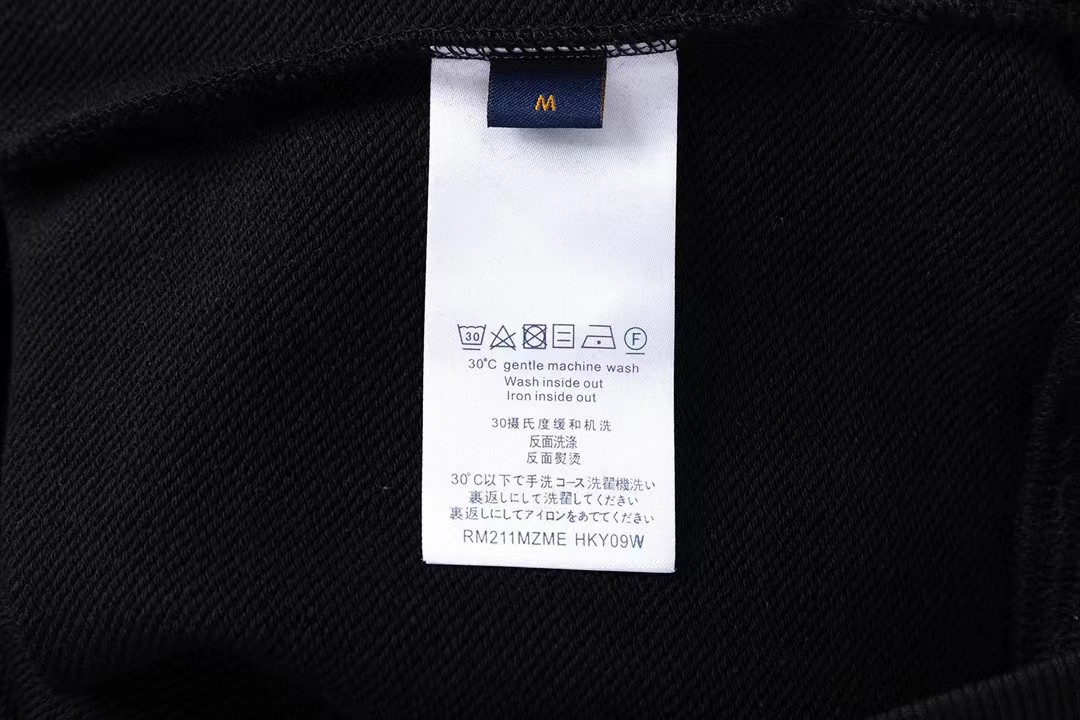 M
30
F
30°C gentle machine wash
Wash inside out
Iron inside out
30摄氏度缓和机洗
反面洗涤
反面熨烫
30°C以下で手洗コース洗濯機洗い
裏返しにして洗濯してください
裏返しにしてアイロンをあててください
RM211MZME HKY09W